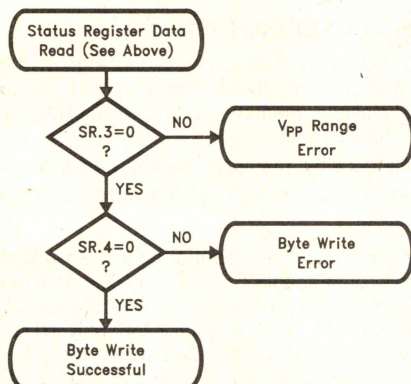 Status Register Data
Read (See Above)
SR.3=0
?
NO
VPP Range
Error
YES
SR.4=0
?
NO
Byte Write
Error
YES
Byte Write
Successful